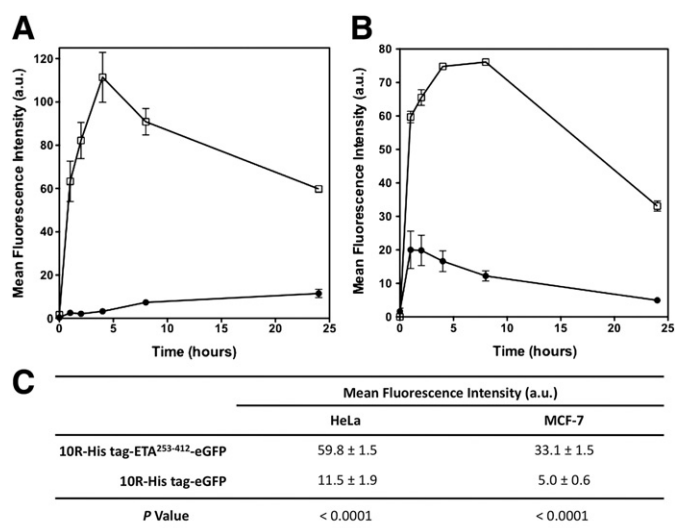 A
Mean Fluorescence Intensity (a.u.)
120
100
80
60
40
20
0
0 5 10 15 20 25
Time (hours)
B
Mean Fluorescence Intensity (a.u.)
80
70
60
50
40
30
20
10
0
0 5 10 15 20 25
Time (hours)
C
Mean Fluorescence Intensity (a.u.)
HeLa MCF-7
10R-His tag-ETA²⁵³⁻⁴¹²-eGFP 59.8 ± 1.5 33.1 ± 1.5
10R-His tag-eGFP 11.5 ± 1.9 5.0 ± 0.6
P Value < 0.0001 < 0.0001